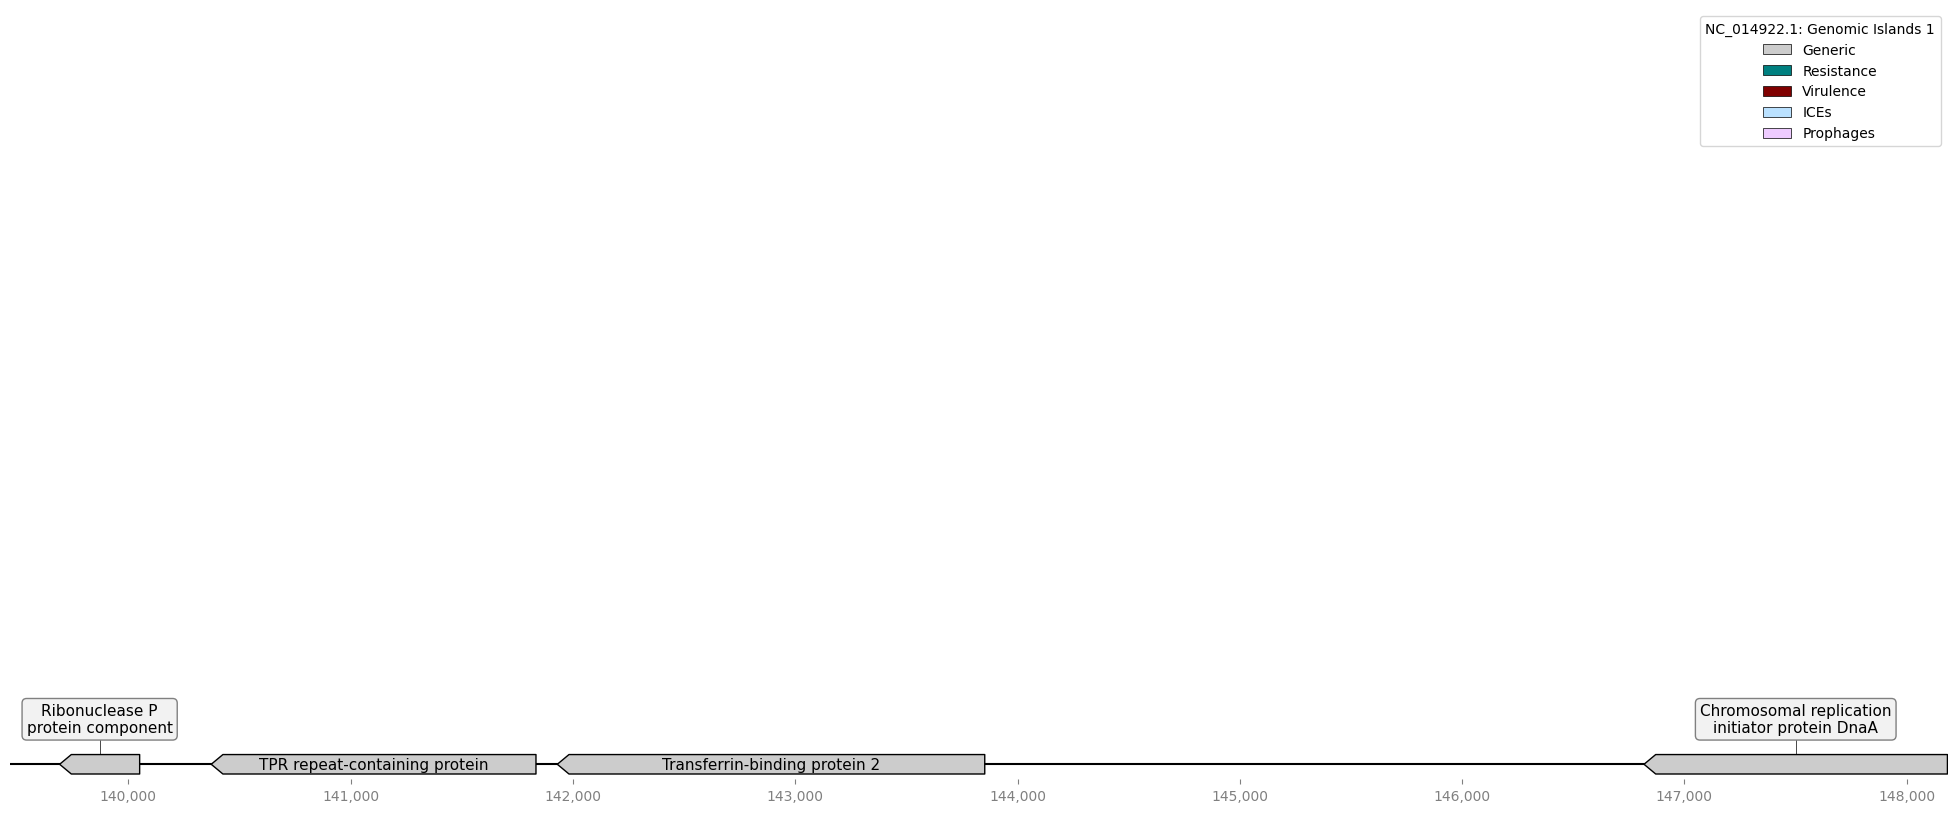 NC_014922.1: Genomic Islands 1
Generic
Resistance
Virulence
ICEs
Prophages
Ribonuclease P
protein component
Chromosomal replication
initiator protein DnaA
TPR repeat-containing protein
Transferrin-binding protein 2
140,000
141,000
142,000
143,000
144,000
145,000
146,000
147,000
148,000